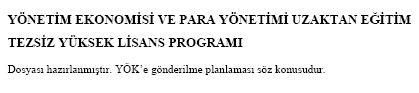 YÖNETİM EKONOMİSİ VE PARA YÖNETİMİ UZAKTAN EĞİTİM
TEZSİZ YÜKSEK LİSANS PROGRAMI
Dosyası hazırlanmıştır. YÖK’e gönderilme planlaması söz konusudur.